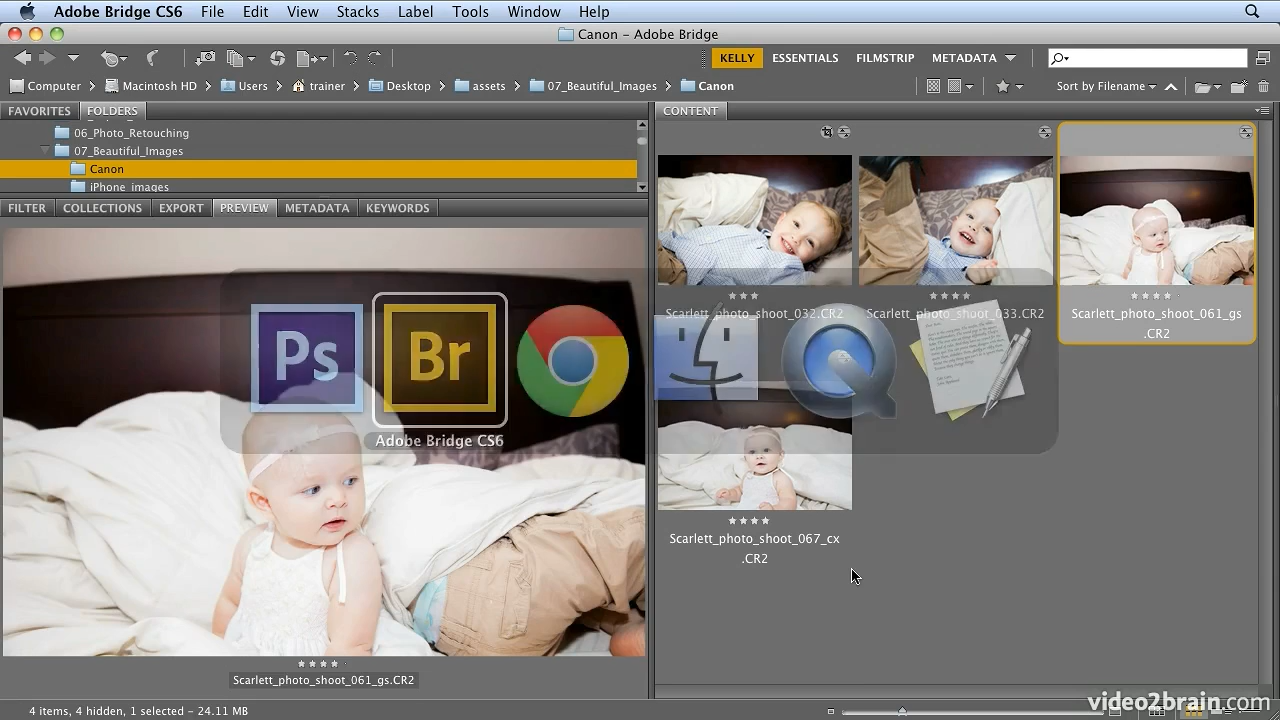 Adobe Bridge CS6 File Edit View Stacks Label Tools Window Help
Canon – Adobe Bridge
KELLY ESSENTIALS FILMSTRIP METADATA
Computer Macintosh HD Users trainer Desktop assets 07_Beautiful_Images Canon Sort by Filename
FAVORITES FOLDERS
06_Photo_Retouching
07_Beautiful_Images
Canon
iPhone_images
FILTER COLLECTIONS EXPORT PREVIEW METADATA KEYWORDS
Scarlett_photo_shoot_061_gs.CR2
CONTENT
Scarlett_photo_shoot_032.CR2
Scarlett_photo_shoot_033.CR2
Scarlett_photo_shoot_061_gs
.CR2
Scarlett_photo_shoot_067_cx
.CR2
Ps
Br
Adobe Bridge CS6
4 items, 4 hidden, 1 selected – 24.11 MB
video2brain.com